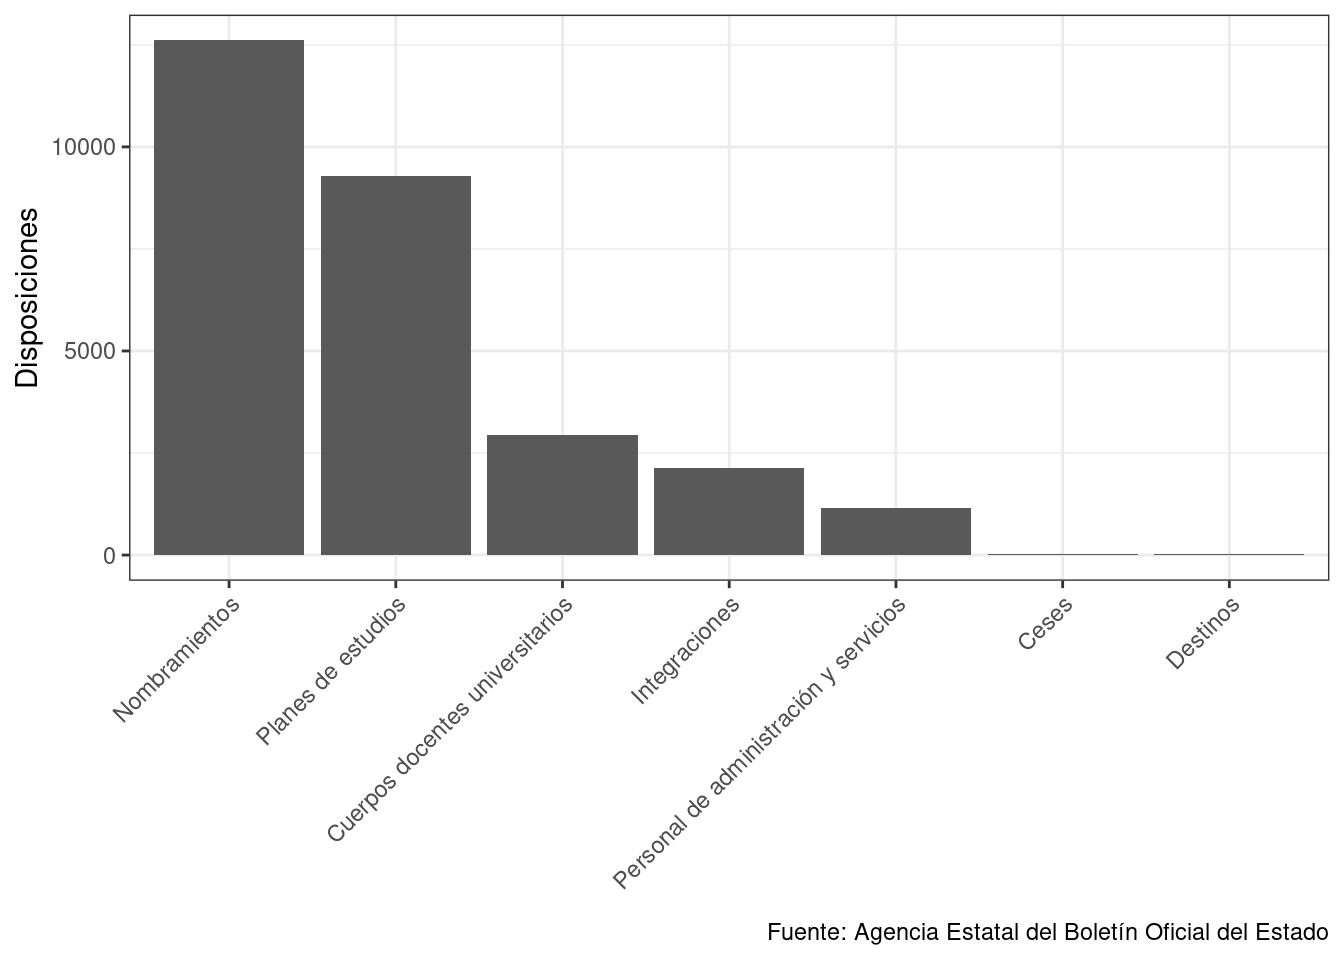 Disposiciones
10000
5000
0
Nombramientos
Planes de estudios
Cuerpos docentes universitarios
Integraciones
Personal de administración y servicios
Ceses
Destinos
Fuente: Agencia Estatal del Boletín Oficial del Estado